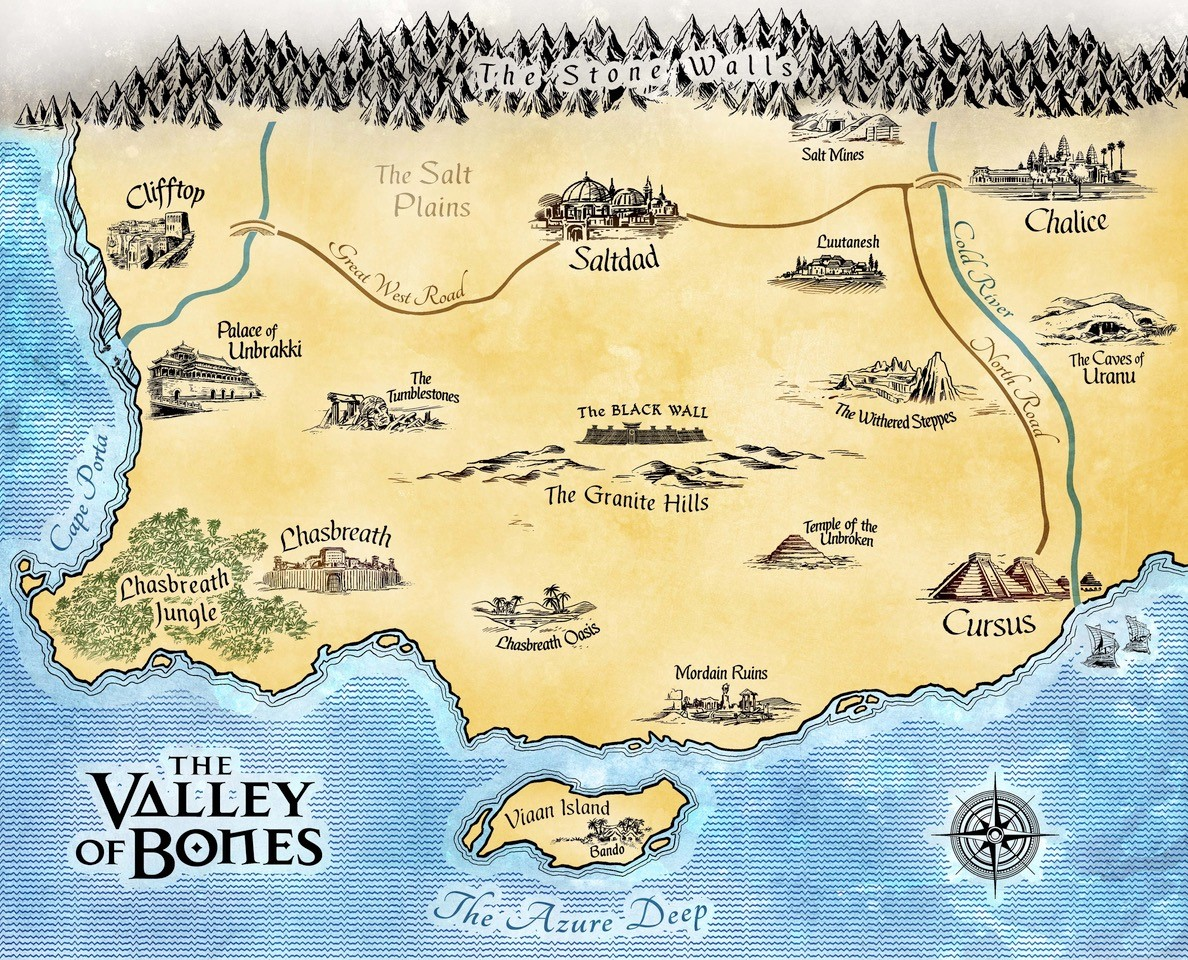 The Stone Walls
Salt Mines
The Salt
Plains
Clifftop
Saltdad
Chalice
Luutanesh
Great West Road
Cold River
Palace of
Unbrakki
The Caves of
Uranu
North Road
The
Tumblestones
The BLACK WALL
The Withered Steppes
Cape Porta
The Granite Hills
Temple of the
Unbroken
Lhasbreath
Lhasbreath
Jungle
Lhasbreath Oasis
Cursus
Mordain Ruins
THE
VALLEY
OF BONES
Viaan Island
Bando
The Azure Deep